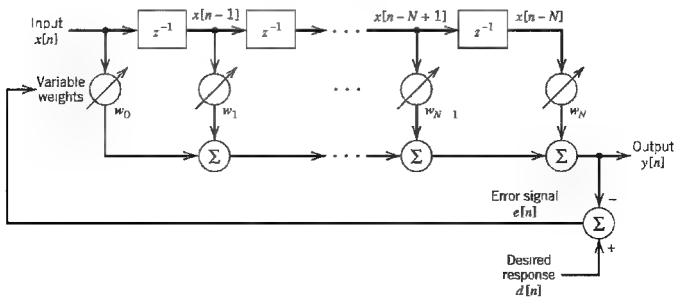 Input
x[n]
z⁻¹
x[n − 1]
z⁻¹
. . .
x[n − N + 1]
z⁻¹
x[n − N]
Variable
weights
w₀
w₁
. . .
w_N 1
w_N
Σ
. . .
Σ
Σ
Output
y[n]
Error signal
e[n]
−
Σ
+
Desired
response
d[n]